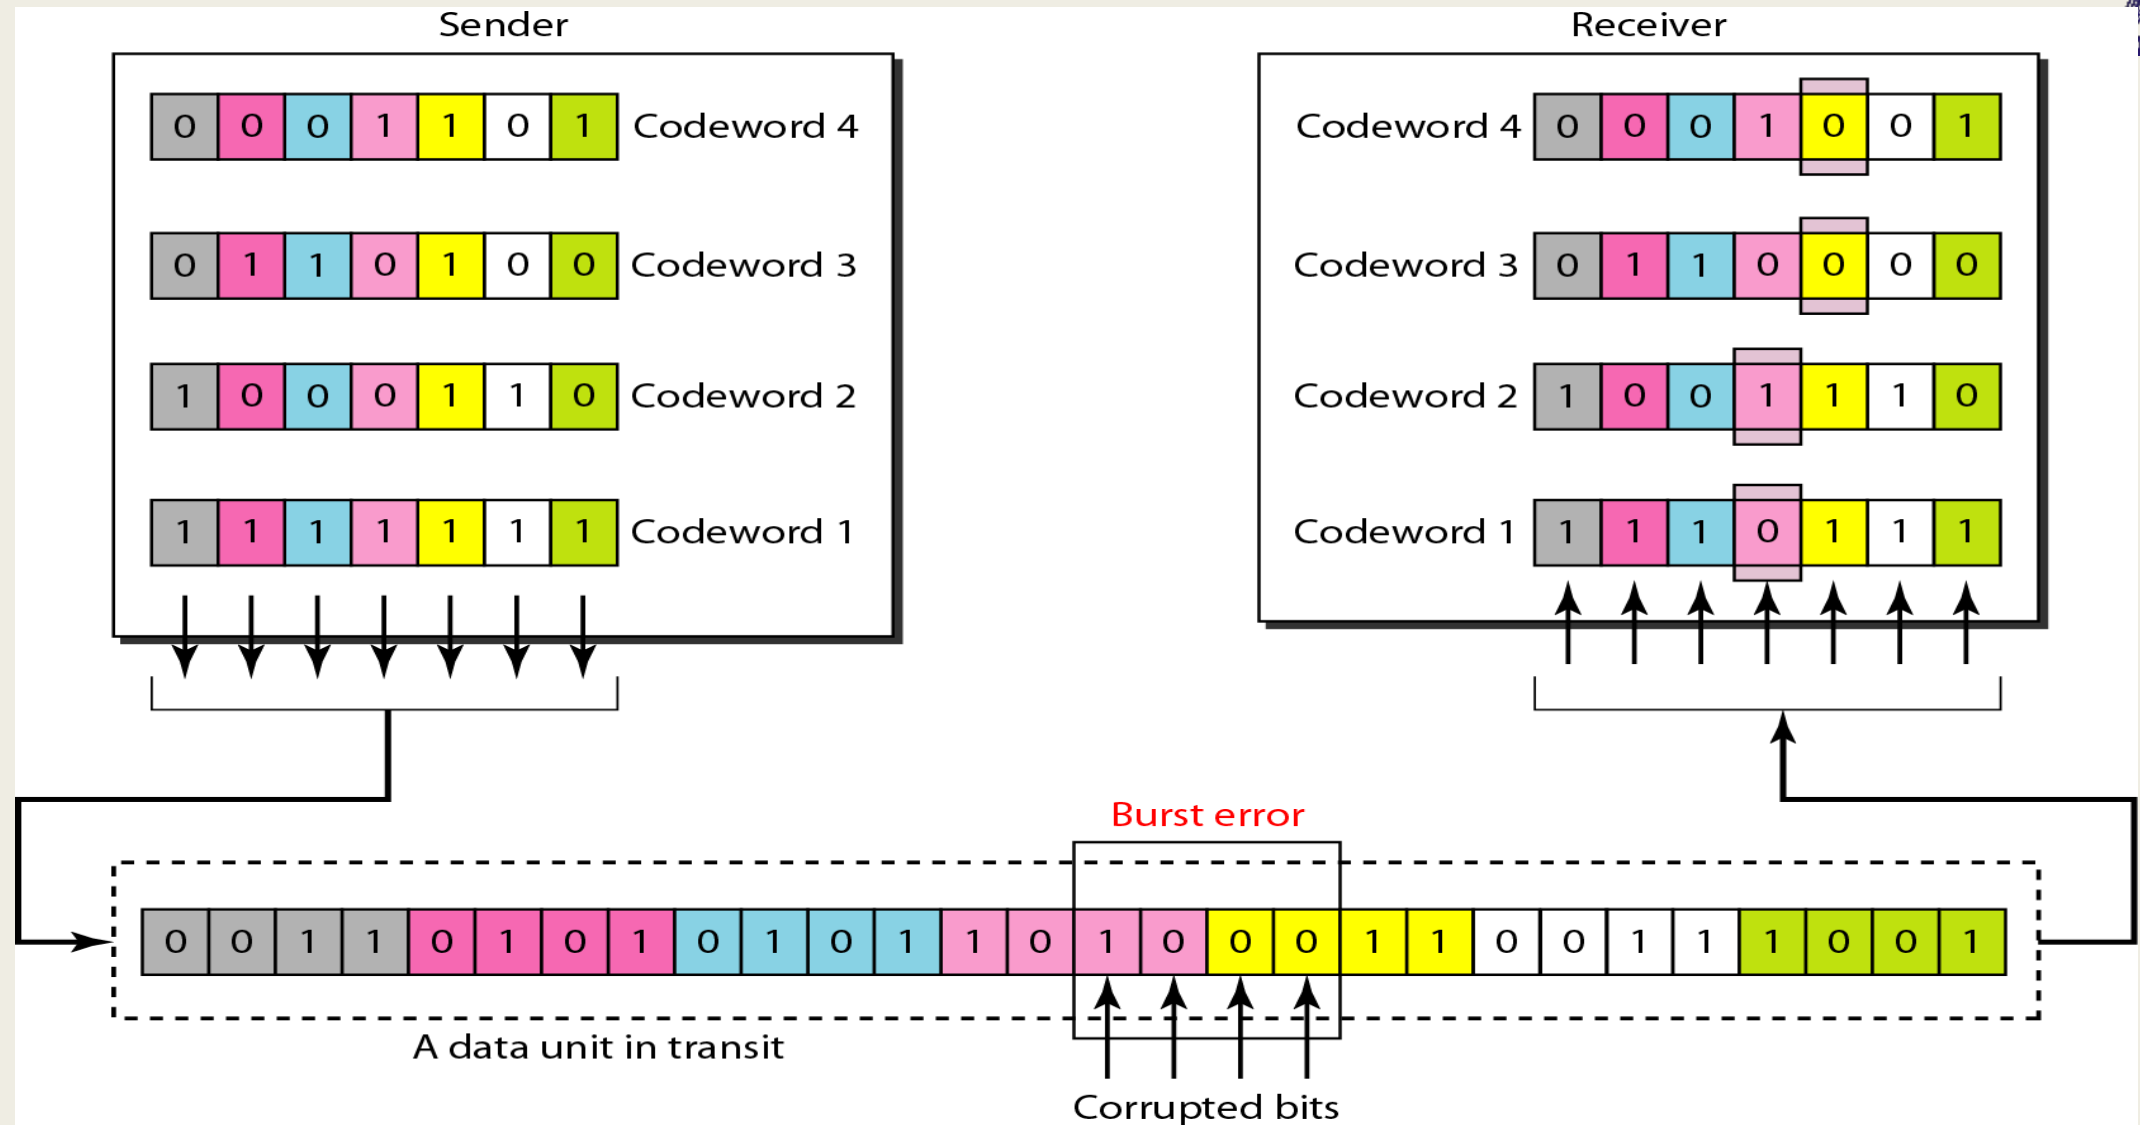 Sender
0 0 0 1 1 0 1 Codeword 4
0 1 1 0 1 0 0 Codeword 3
1 0 0 0 1 1 0 Codeword 2
1 1 1 1 1 1 1 Codeword 1
Receiver
Codeword 4 0 0 0 1 0 0 1
Codeword 3 0 1 1 0 0 0 0
Codeword 2 1 0 0 1 1 1 0
Codeword 1 1 1 1 0 1 1 1
Burst error
0 0 1 1 0 1 0 1 0 1 0 1 1 0 1 0 0 0 1 1 0 0 1 1 1 0 0 1
A data unit in transit
Corrupted bits